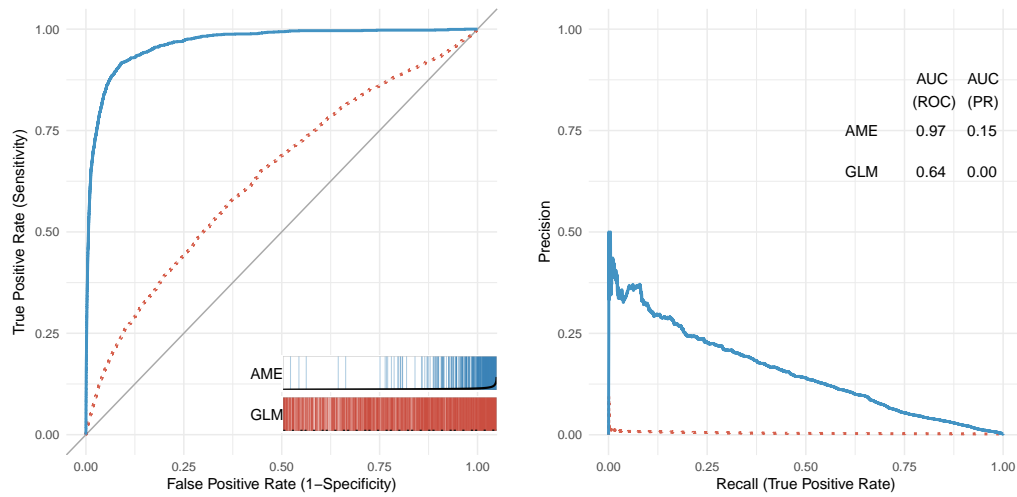 1.00
0.75
0.50
0.25
0.00
True Positive Rate (Sensitivity)
AME
GLM
0.00 0.25 0.50 0.75 1.00
False Positive Rate (1−Specificity)
1.00
0.75
0.50
0.25
0.00
Precision
AUC AUC
(ROC) (PR)
AME 0.97 0.15
GLM 0.64 0.00
0.00 0.25 0.50 0.75 1.00
Recall (True Positive Rate)